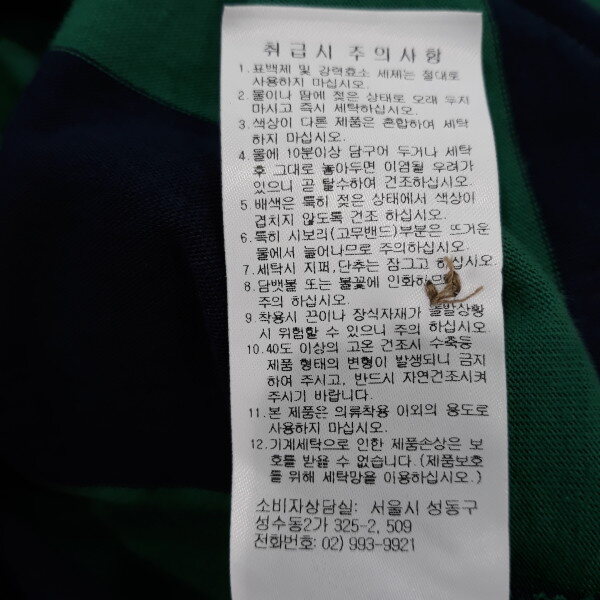 취급시 주의사항
1. 표백제 및 강력효소 세제는 절대로
사용하지 마십시오.
2. 물이나 땀에 젖은 상태로 오래 두지
마시고 즉시 세탁하십시오.
3. 색상이 다른 제품은 혼합하여 세탁
하지 마십시오.
4. 물에 10분이상 담구어 두거나 세탁
후 그대로 놓아두면 이염될 우려가
있으니 곧 탈수하여 건조하십시오.
5. 배색은 특히 젖은 상태에서 색상이
겹치지 않도록 건조 하십시오.
6. 특히 시보리(고무밴드)부분은 뜨거운
물에서 늘어나므로 주의하십시오.
7. 세탁시 지퍼,단추는 잠그고 하십시오.
8. 담뱃불 또는 불꽃에 인화하므로
주의 하십시오.
9. 착용시 끈이나 장식자재가 돌발상황
시 위험할 수 있으니 주의 하십시오.
10. 40도 이상의 고온 건조시 수축등
제품 형태의 변형이 발생되니 금지
하여 주시고, 반드시 자연건조시켜
주시기 바랍니다.
11. 본 제품은 의류착용 이외의 용도로
사용하지 마십시오.
12. 기계세탁으로 인한 제품손상은 보
호를 받을 수 없습니다.(제품보호
를 위해 세탁망을 이용하십시오.)
소비자상담실: 서울시 성동구
성수동2가 325-2, 509
전화번호: 02) 993-9921